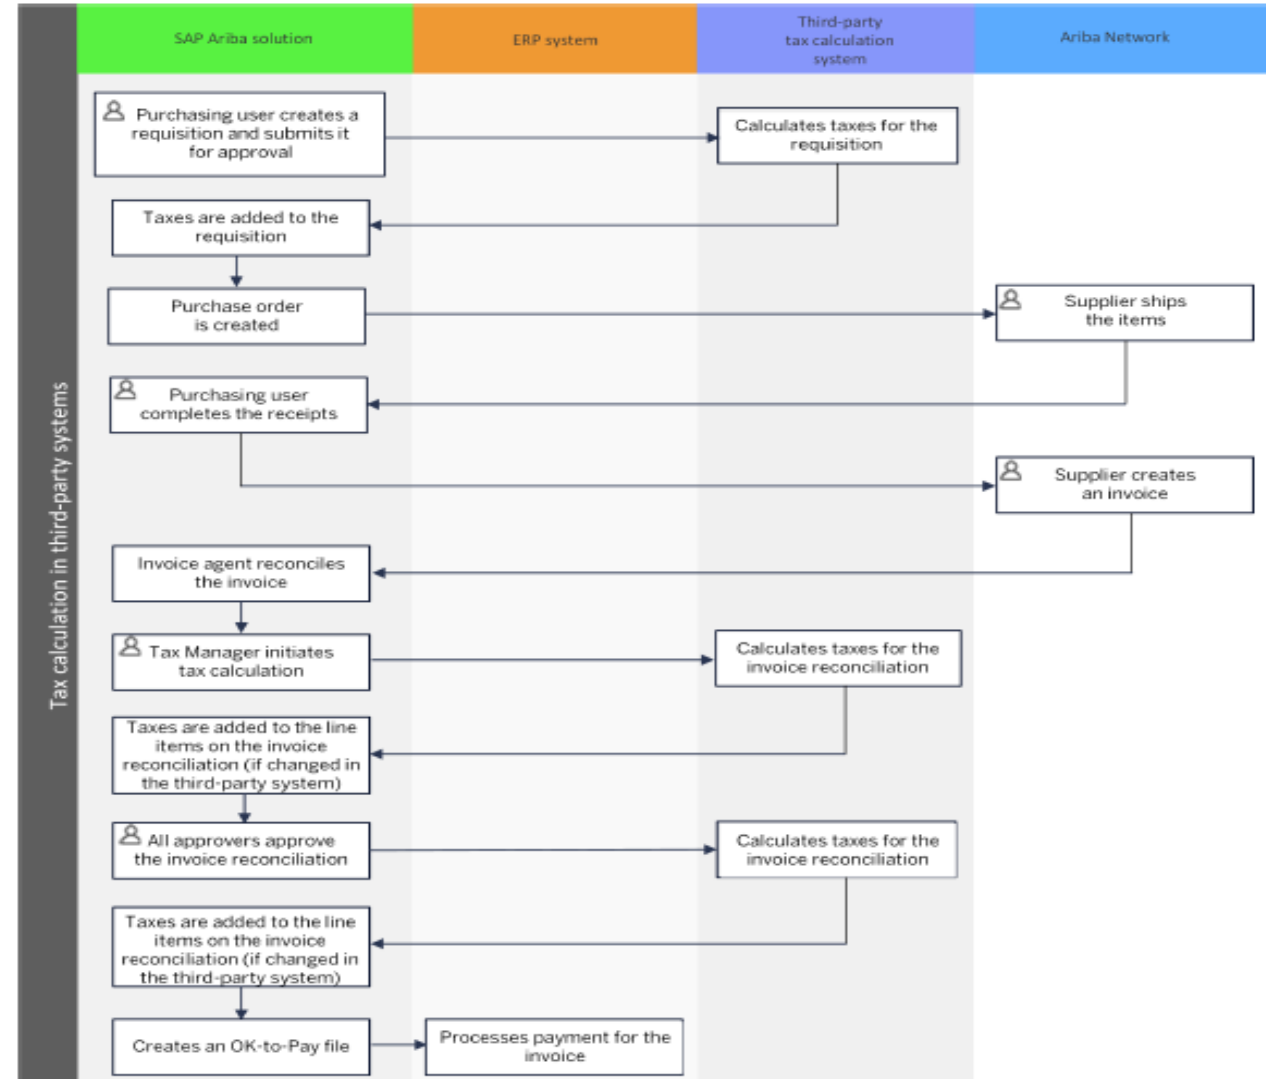 SAP Ariba solution
ERP system
Third-party
tax calculation
system
Ariba Network
Tax calculation in third-party systems
Purchasing user creates a
requisition and submits it
for approval
Calculates taxes for the
requisition
Taxes are added to the
requisition
Purchase order
is created
Supplier ships
the items
Purchasing user
completes the receipts
Supplier creates
an invoice
Invoice agent reconciles
the invoice
Tax Manager initiates
tax calculation
Calculates taxes for the
invoice reconciliation
Taxes are added to the line
items on the invoice
reconciliation (if changed in
the third-party system)
All approvers approve
the invoice reconciliation
Calculates taxes for the
invoice reconciliation
Taxes are added to the line
items on the invoice
reconciliation (if changed in
the third-party system)
Creates an OK-to-Pay file
Processes payment for the
invoice